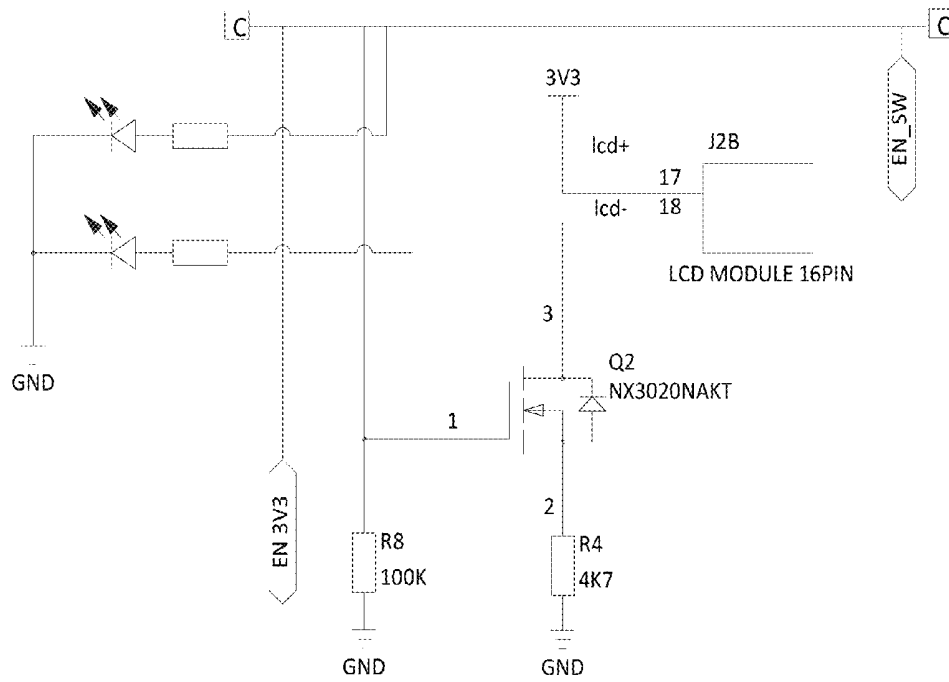 C
C
3V3
EN_SW
lcd+
J2B
17
lcd-
18
LCD MODULE 16PIN
3
GND
Q2
NX3020NAKT
1
EN 3V3
2
R8
100K
R4
4K7
GND
GND